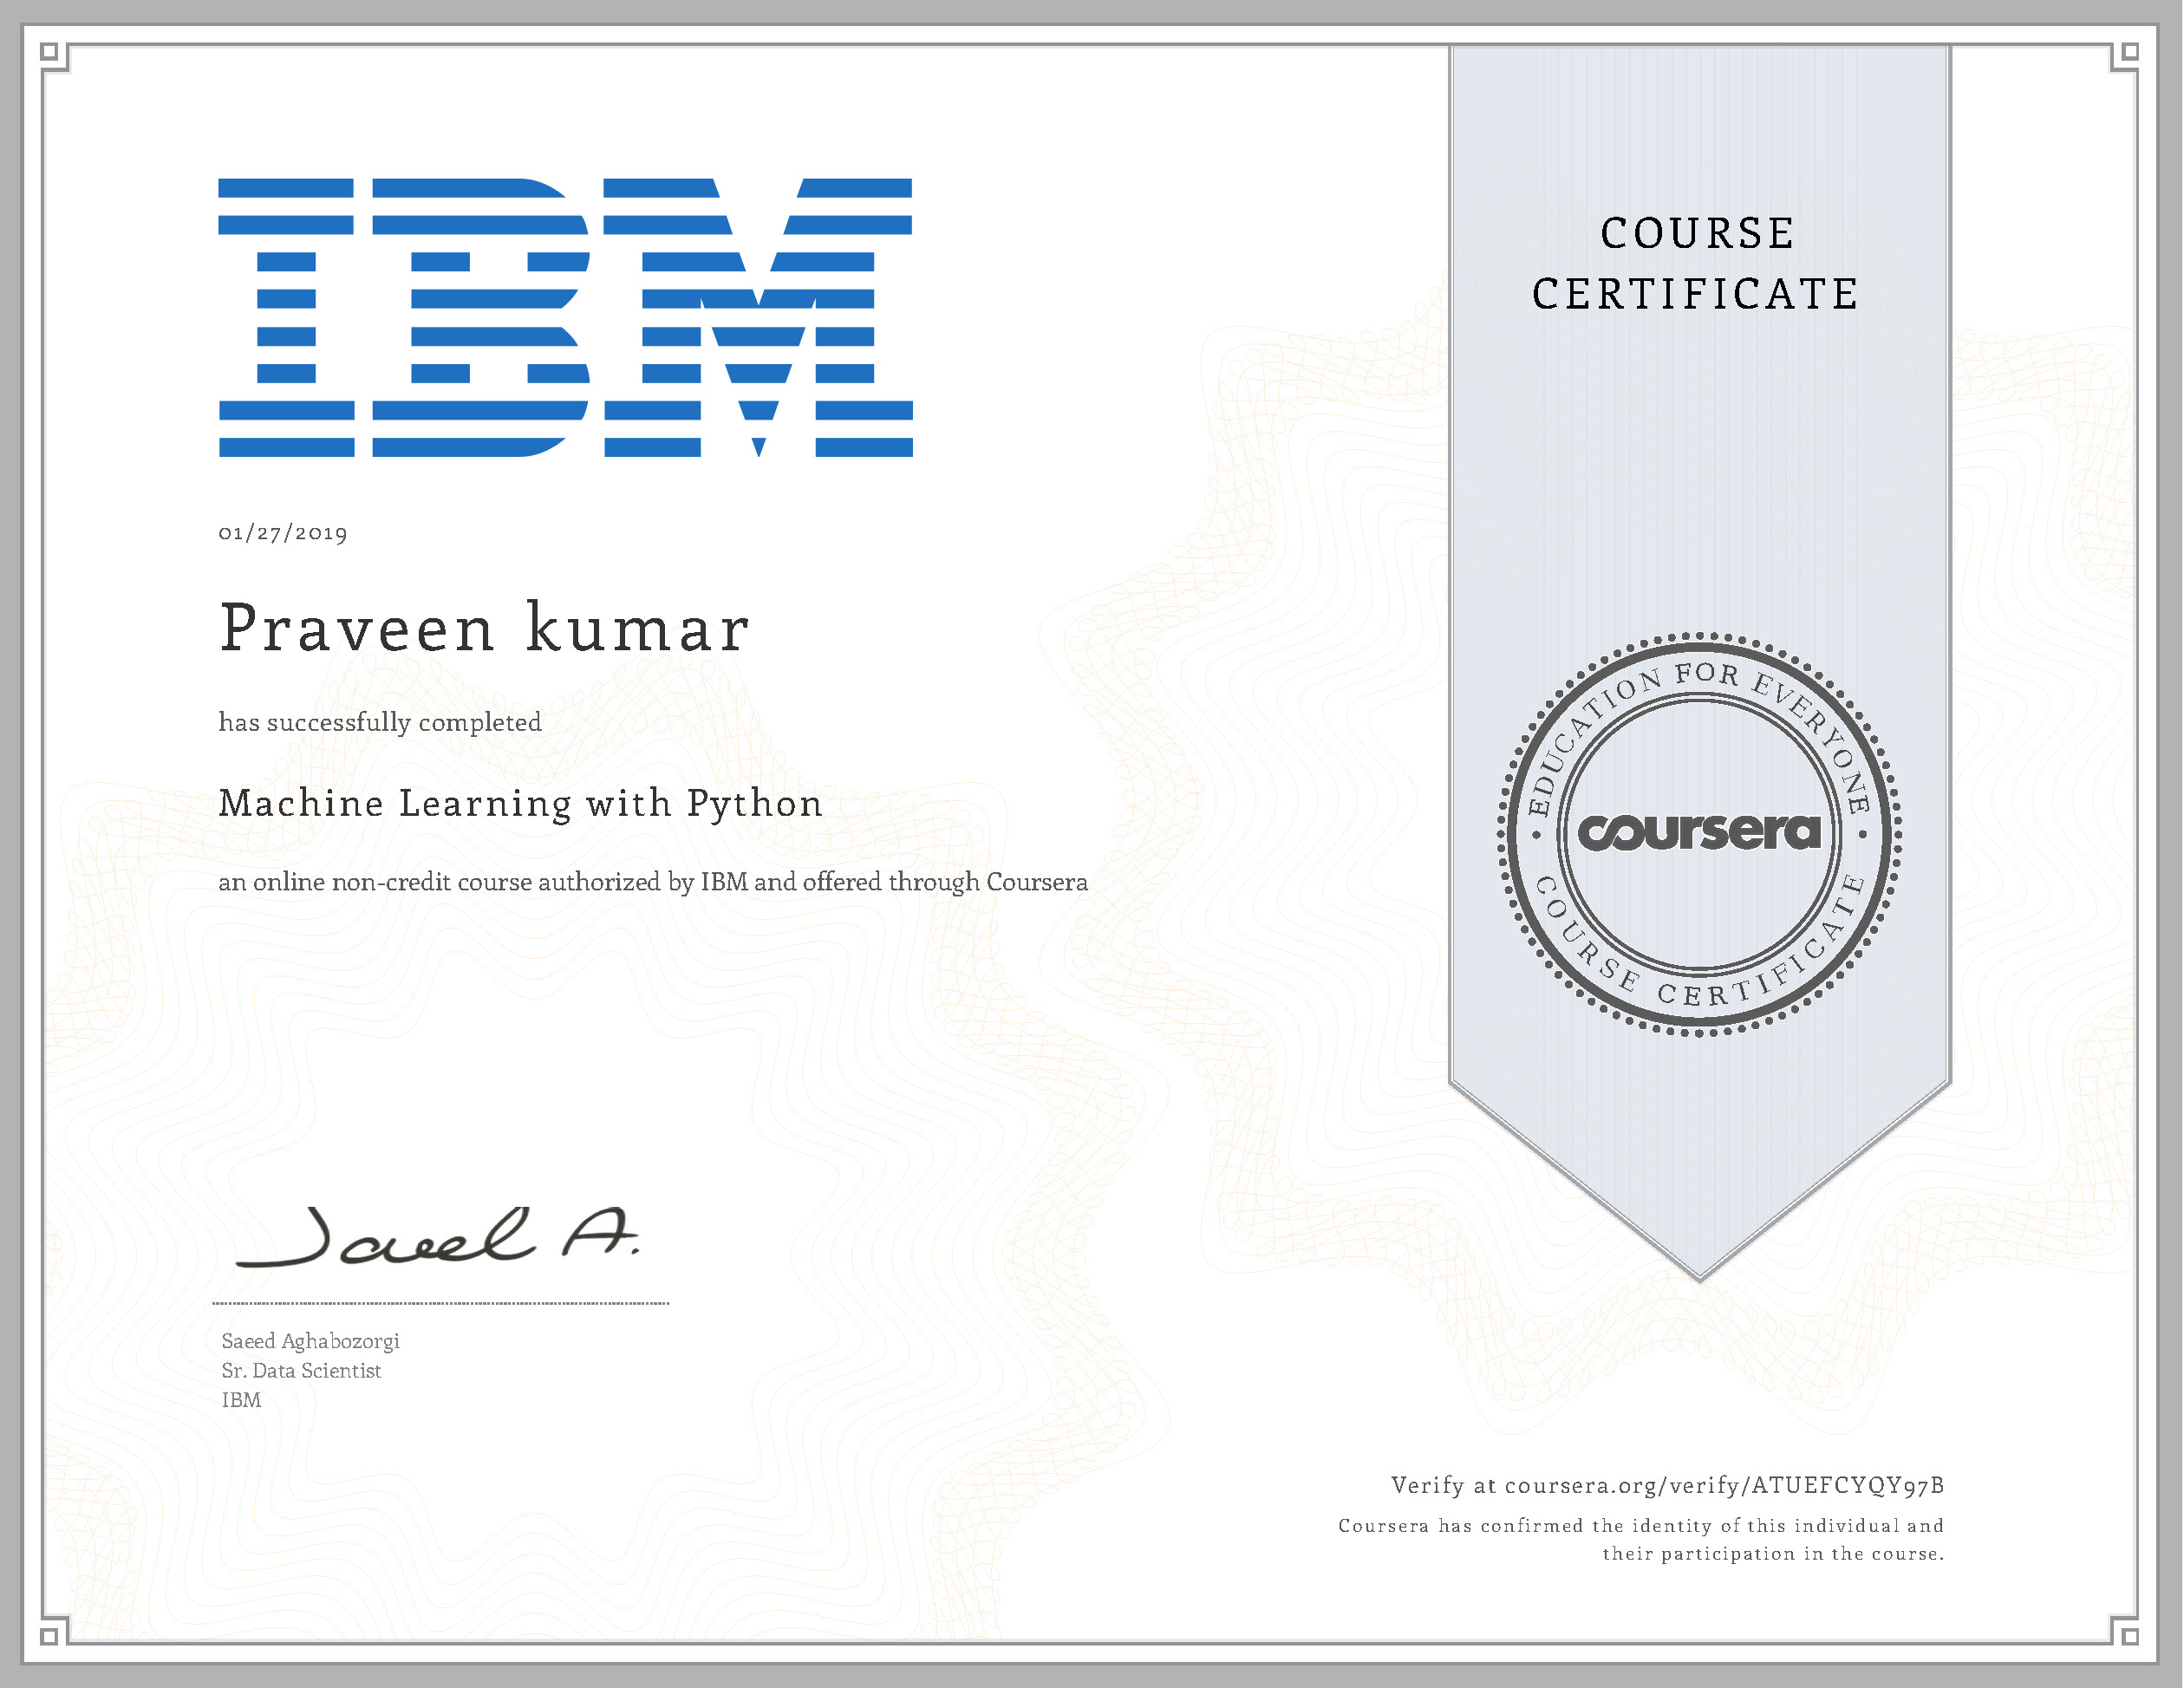 IBM
01/27/2019
Praveen kumar
has successfully completed
Machine Learning with Python
an online non-credit course authorized by IBM and offered through Coursera
Saeed Aghabozorgi
Sr. Data Scientist
IBM
COURSE
CERTIFICATE
EDUCATION FOR EVERYONE
coursera
COURSE CERTIFICATE
Verify at coursera.org/verify/ATUEFCYQY97B
Coursera has confirmed the identity of this individual and
their participation in the course.